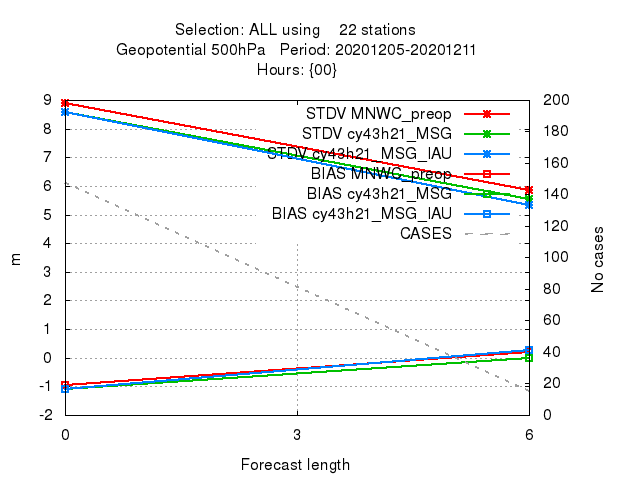 Selection: ALL using    22 stations
Geopotential 500hPa   Period: 20201205-20201211
Hours: {00}
STDV MNWC_preop
STDV cy43h21_MSG
STDV cy43h21_MSG_IAU
BIAS MNWC_preop
BIAS cy43h21_MSG
BIAS cy43h21_MSG_IAU
CASES
9
8
7
6
5
4
3
2
1
0
-1
-2
m
200
180
160
140
120
100
80
60
40
20
0
No cases
0 3 6
Forecast length